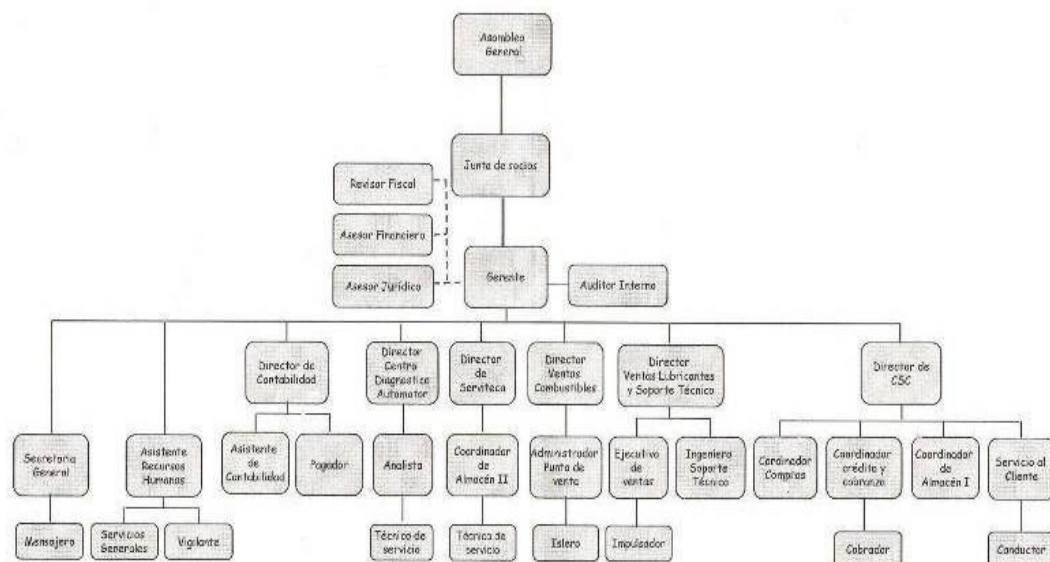 Asamblea
General
Junta de socios
Revisor Fiscal
Asesor Financiero
Asesor Jurídico
Gerente
Auditor Interno
Director de
Contabilidad
Director
Centro
Diagnostico
Automotor
Director
de
Serviteca
Director
Ventas
Combustibles
Director
Ventas Lubricantes
y Soporte Técnico
Director de
CSC
Secretaria
General
Asistente
Recursos
Humanos
Asistente
de
Contabilidad
Pagador
Analista
Coordinador
de
Almacén II
Administrador
Punto de
venta
Ejecutivo
de
ventas
Ingeniero
Soporte
Técnico
Cordinador
Compras
Coordinador
crédito y
cobranza
Coordinador
de
Almacén I
Servicio al
Cliente
Mensajero
Servicios
Generales
Vigilante
Técnico de
servicio
Técnico de
servicio
Islero
Impulsador
Cobrador
Conductor